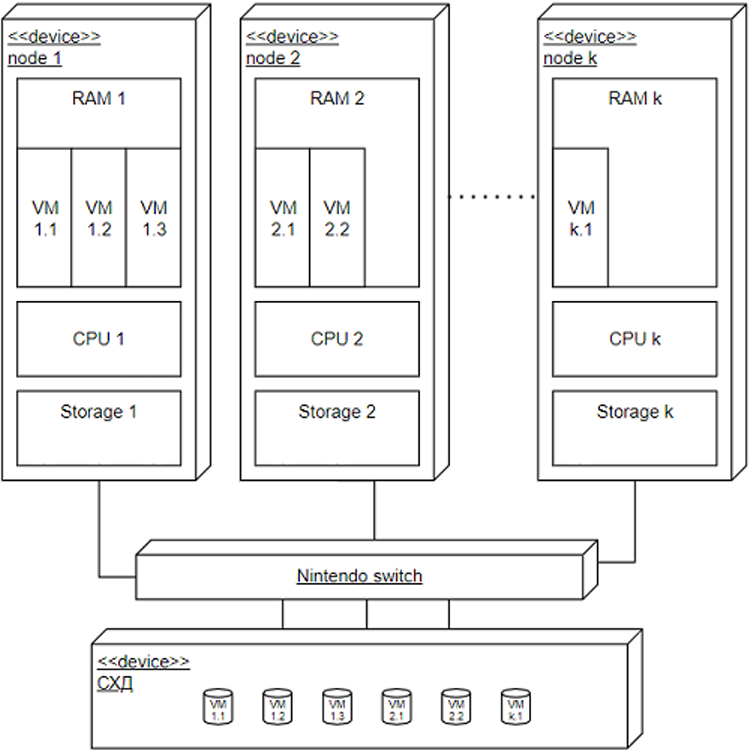 <<device>>
node 1
RAM 1
VM
1.1
VM
1.2
VM
1.3
CPU 1
Storage 1
<<device>>
node 2
RAM 2
VM
2.1
VM
2.2
CPU 2
Storage 2
<<device>>
node k
RAM k
VM
k.1
CPU k
Storage k
Nintendo switch
<<device>>
СХД
VM
1.1
VM
1.2
VM
1.3
VM
2.1
VM
2.2
VM
k.1